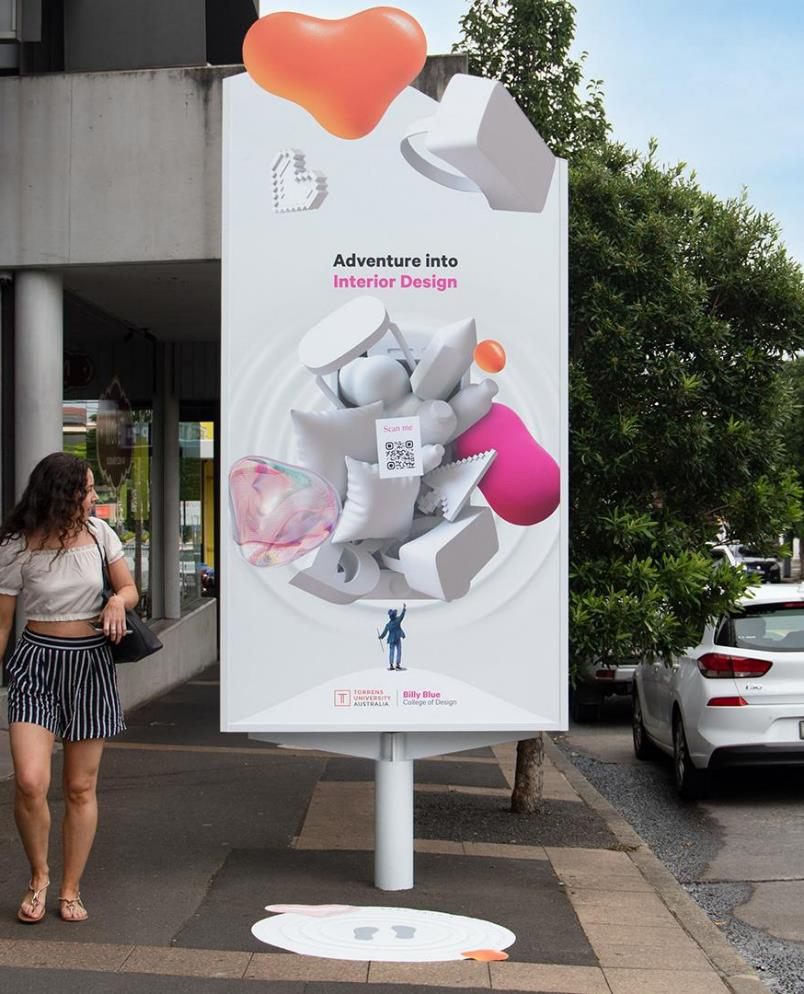 Adventure into
Interior Design
Scan me
TORRENS
UNIVERSITY
AUSTRALIA
Billy Blue
College of Design